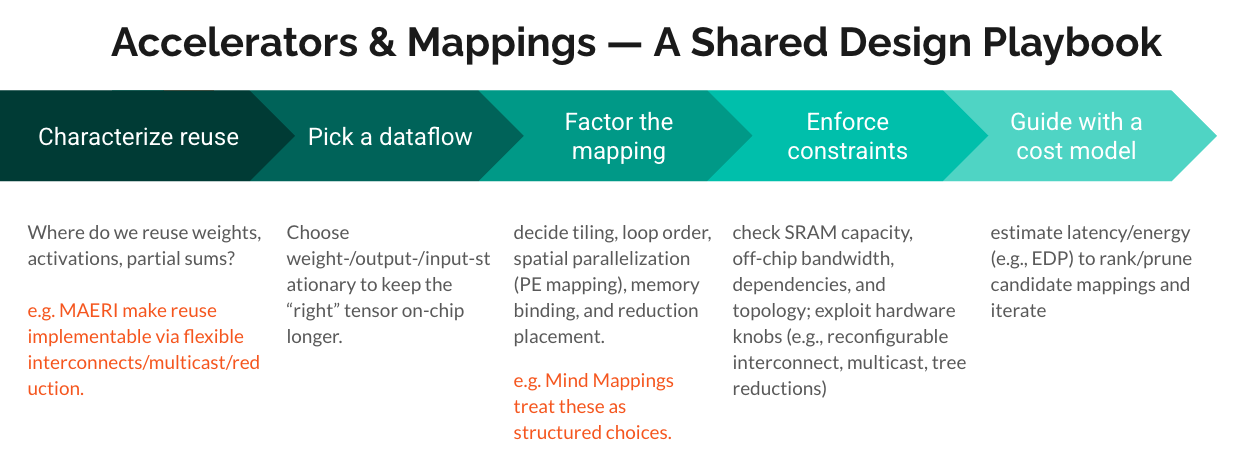 Accelerators & Mappings — A Shared Design Playbook
Characterize reuse
Pick a dataflow
Factor the
mapping
Enforce
constraints
Guide with a
cost model
Where do we reuse weights,
activations, partial sums?
e.g. MAERI make reuse
implementable via flexible
interconnects/multicast/red
uction.
Choose
weight-/output-/input-st
ationary to keep the
“right” tensor on-chip
longer.
decide tiling, loop order,
spatial parallelization
(PE mapping), memory
binding, and reduction
placement.
e.g. Mind Mappings
treat these as
structured choices.
check SRAM capacity,
off-chip bandwidth,
dependencies, and
topology; exploit hardware
knobs (e.g., reconfigurable
interconnect, multicast, tree
reductions)
estimate latency/energy
(e.g., EDP) to rank/prune
candidate mappings and
iterate